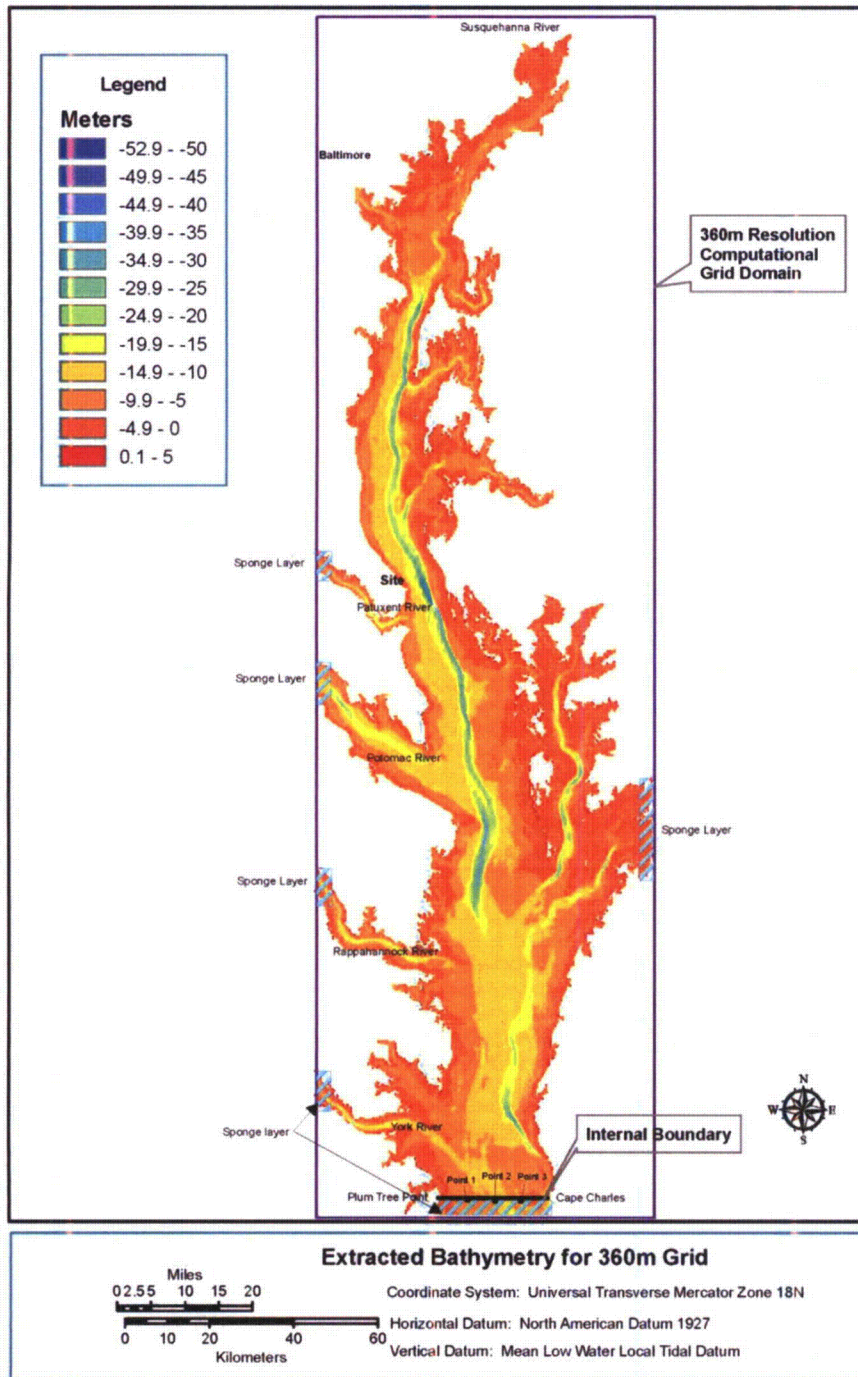 Susquehanna River
Legend
Meters
-52.9 - -50
-49.9 - -45
-44.9 - -40
-39.9 - -35
-34.9 - -30
-29.9 - -25
-24.9 - -20
-19.9 - -15
-14.9 - -10
-9.9 - -5
-4.9 - 0
0.1 - 5
Baltimore
360m Resolution
Computational
Grid Domain
Sponge Layer
Site
Patuxent River
Sponge Layer
Potomac River
Sponge Layer
Sponge Layer
Rappahannock River
Sponge layer
York River
Internal Boundary
N
W E
S
Point 1 Point 2 Point 3
Plum Tree Point
Cape Charles
Extracted Bathymetry for 360m Grid
Miles
0 2.5 5 10 15 20
0 10 20 40 60
Kilometers
Coordinate System: Universal Transverse Mercator Zone 18N
Horizontal Datum: North American Datum 1927
Vertical Datum: Mean Low Water Local Tidal Datum